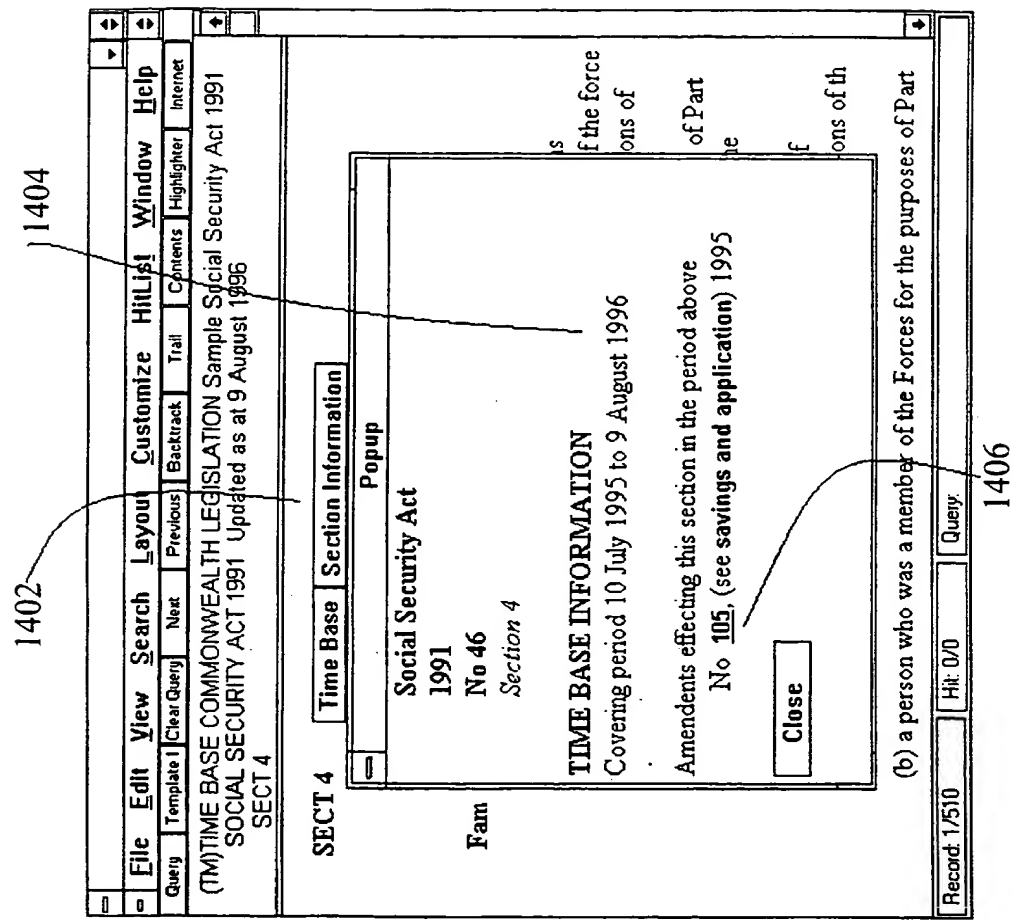 1402
1404
File Edit View Search Layout Customize HitList Window Help
Query Template I Clear Query Next Previous Backtrack Trail Contents Highlighter Internet
(TM)TIME BASE COMMONWEALTH LEGISLATION Sample Social Security Act 1991
SOCIAL SECURITY ACT 1991 Updated as at 9 August 1996
SECT 4
SECT 4 Time Base Section Information
Popup
Social Security Act
1991
No 46
Section 4
Fam
TIME BASE INFORMATION
Covering period 10 July 1995 to 9 August 1996
Amendents effecting this section in the period above
No 105, (see savings and application) 1995
Close
is
f the force
ons of
of Part
ne
f
ons of th
(b) a person who was a member of the Forces for the purposes of Part
Record: 1/510 Hit: 0/0 Query:
1406